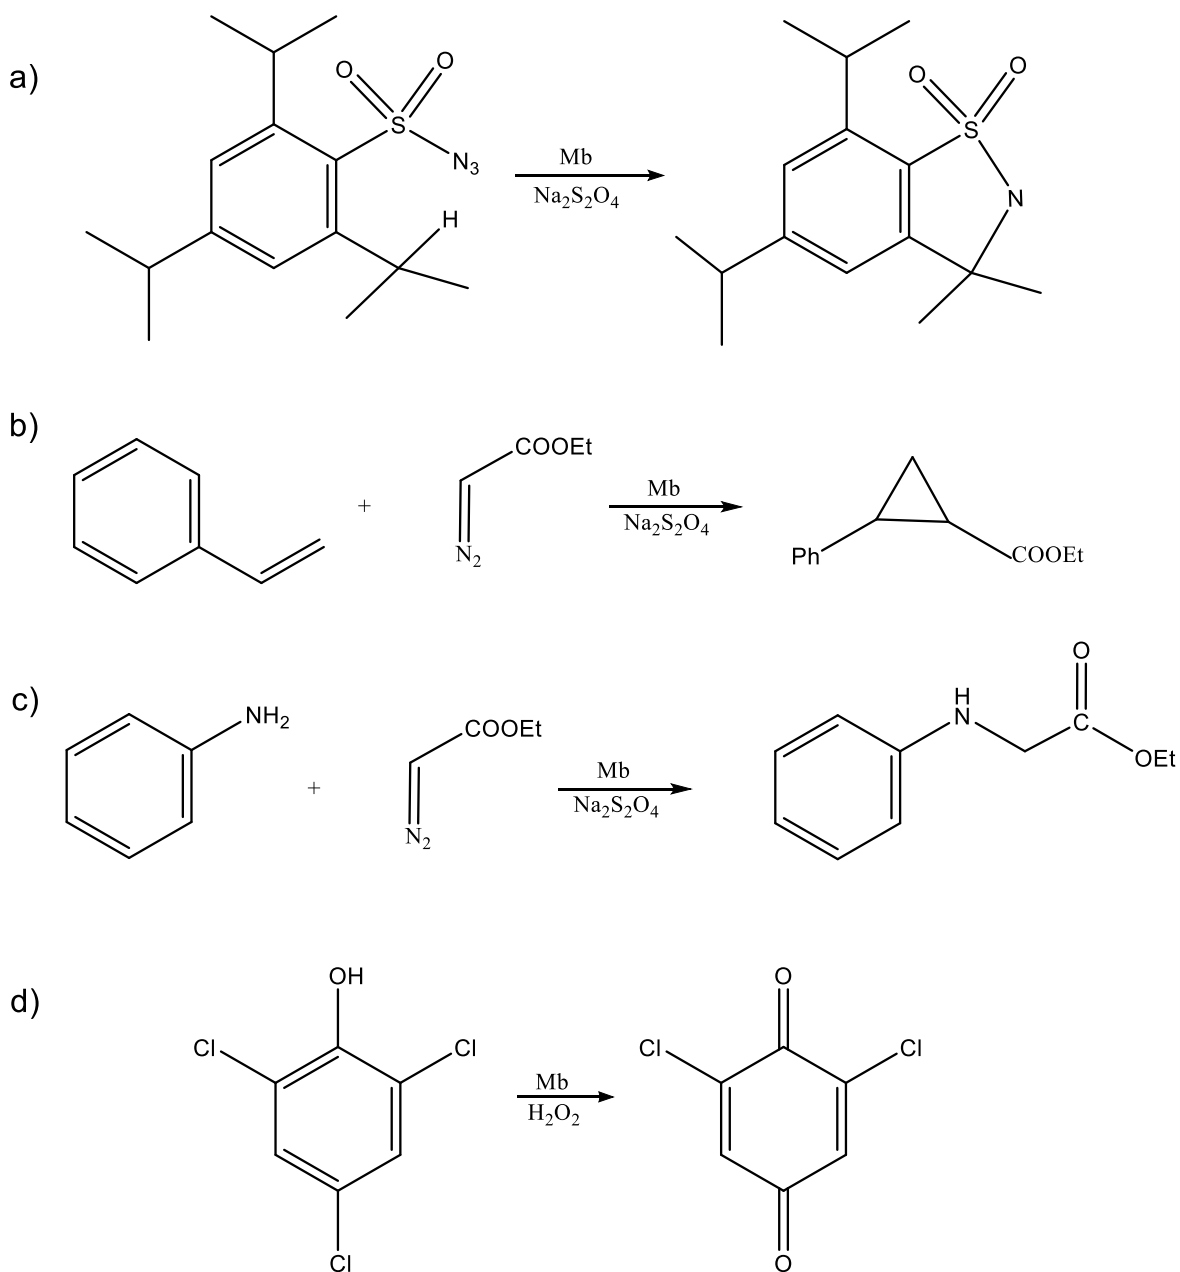 a)
O O
S
N3
H
Mb
Na2S2O4
O O
S
N
b)
+
COOEt
N2
Mb
Na2S2O4
Ph
COOEt
c)
NH2
+
COOEt
N2
Mb
Na2S2O4
H
N
O
C
OEt
d)
OH
Cl Cl
Cl
Mb
H2O2
O
Cl Cl
O